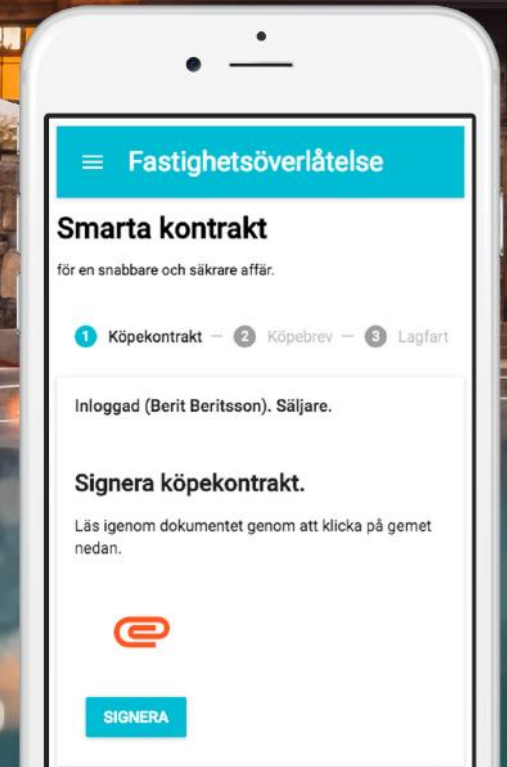 Fastighetsöverlåtelse
Smarta kontrakt
för en snabbare och säkrare affär.
1 Köpekontrakt – 2 Köpebrev – 3 Lagfart
Inloggad (Berit Beritsson). Säljare.
Signera köpekontrakt.
Läs igenom dokumentet genom att klicka på gemet
nedan.
SIGNERA